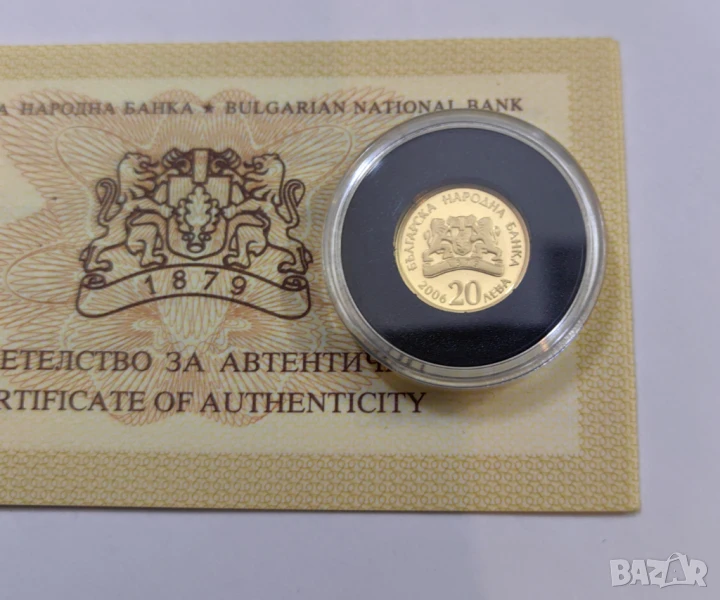 НАРОДНА БАНКА ★ BULGARIAN NATIONAL BANK
1879
БЪЛГАРСКА НАРОДНА БАНКА
2006 20 ЛЕВА
ЕТЕЛСТВО ЗА АВТЕНТИЧ
RTIFICATE OF AUTHENTICITY
BAZAR